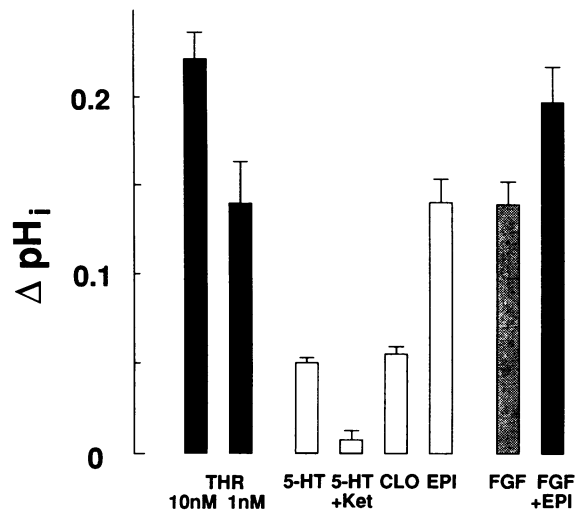 Δ pHi
0.2
0.1
0
THR
10nM 1nM
5-HT 5-HT CLO EPI
+Ket
FGF FGF
+EPI